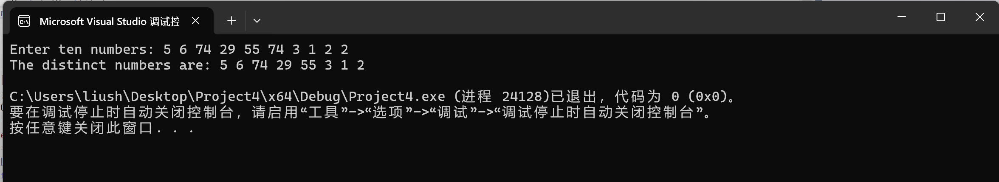 Microsoft Visual Studio 调试控
Enter ten numbers: 5 6 74 29 55 74 3 1 2 2
The distinct numbers are: 5 6 74 29 55 3 1 2
C:\Users\liush\Desktop\Project4\x64\Debug\Project4.exe (进程 24128)已退出，代码为 0 (0x0)。
要在调试停止时自动关闭控制台，请启用“工具”->“选项”->“调试”->“调试停止时自动关闭控制台”。
按任意键关闭此窗口. . .